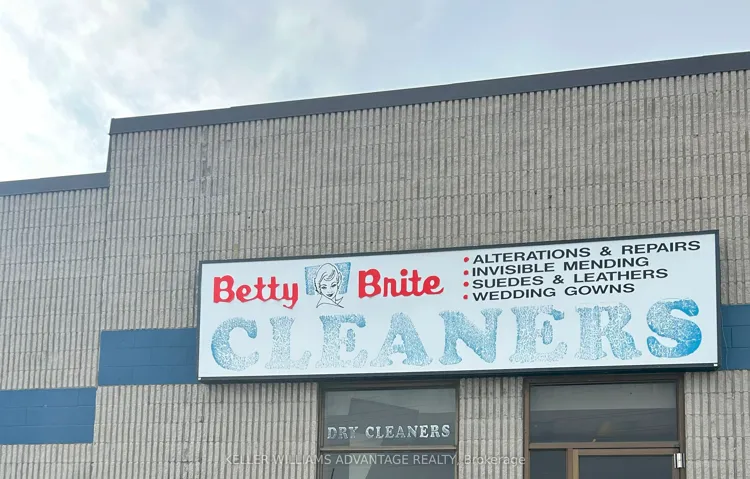 Betty Brite
• ALTERATIONS & REPAIRS
• INVISIBLE MENDING
• SUEDES & LEATHERS
• WEDDING GOWNS
CLEANERS
DRY CLEANERS
KELLER WILLIAMS ADVANTAGE REALTY, Brokerage